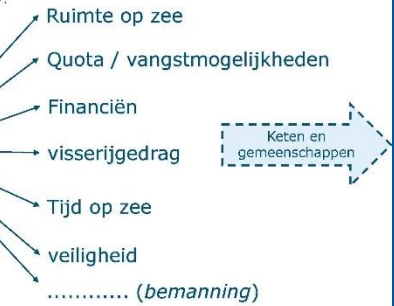 Ruimte op zee
Quota / vangstmogelijkheden
Financiën
visserijgedrag
Keten en
gemeenschappen
Tijd op zee
veiligheid
............ (bemanning)